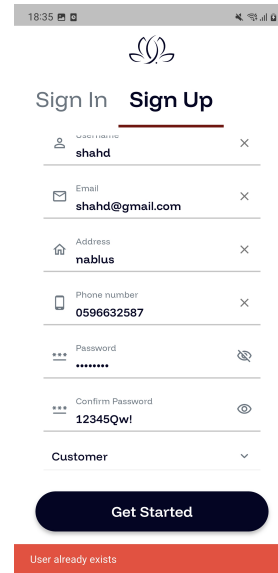 18:35
Sign In Sign Up
Username
shahd
Email
shahd@gmail.com
Address
nablus
Phone number
0596632587
Password
••••••••
Confirm Password
12345Qw!
Customer
Get Started
User already exists